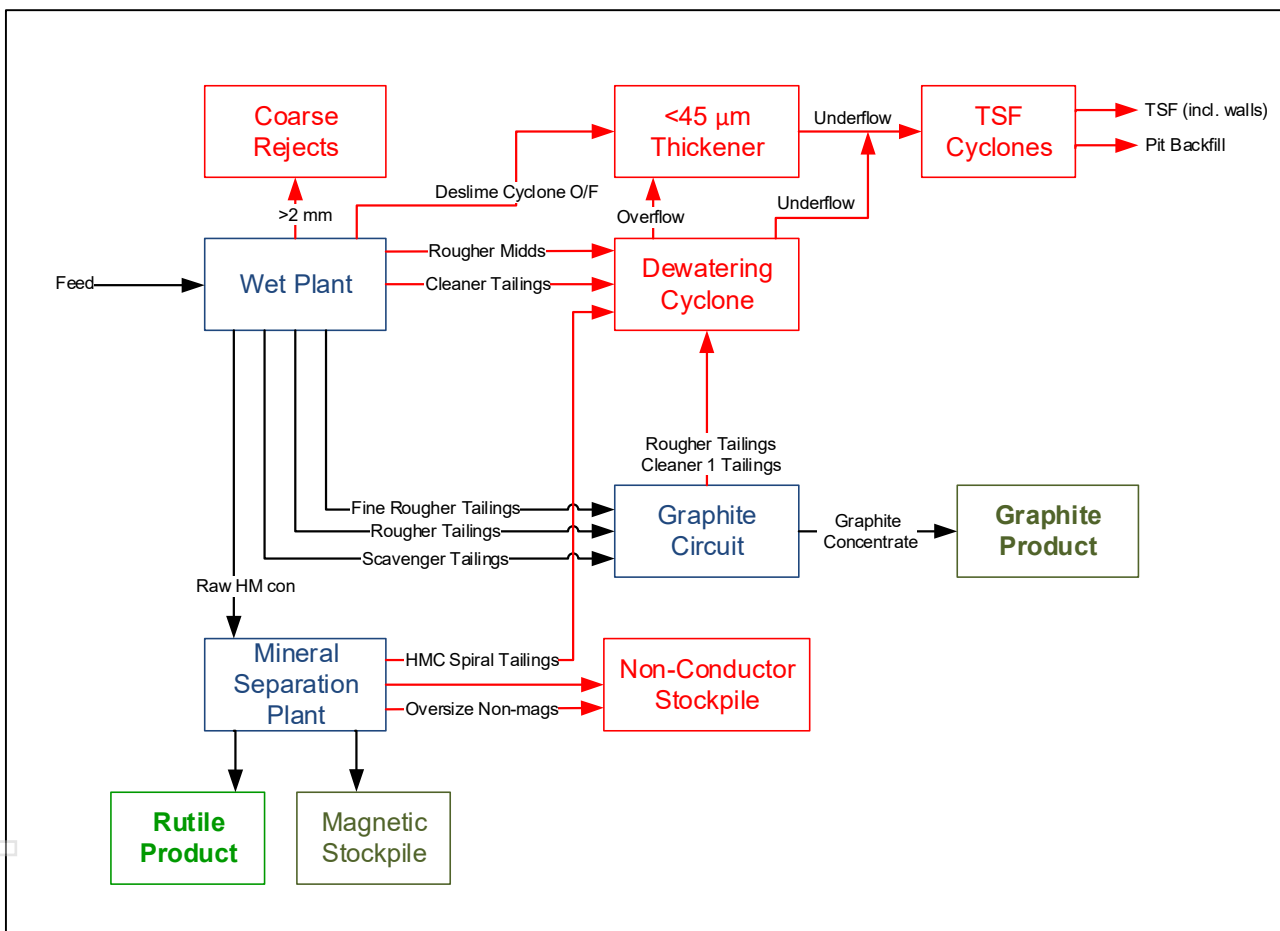 Coarse
Rejects
<45 µm
Thickener
Underflow
TSF
Cyclones
TSF (incl. walls)
Pit Backfill
Deslime Cyclone O/F
>2 mm
Overflow
Underflow
Feed
Wet Plant
Rougher Midds
Cleaner Tailings
Dewatering
Cyclone
Rougher Tailings
Cleaner 1 Tailings
Fine Rougher Tailings
Rougher Tailings
Scavenger Tailings
Graphite
Circuit
Graphite
Concentrate
Graphite
Product
Raw HM con
Mineral
Separation
Plant
HMC Spiral Tailings
Oversize Non-mags
Non-Conductor
Stockpile
Rutile
Product
Magnetic
Stockpile